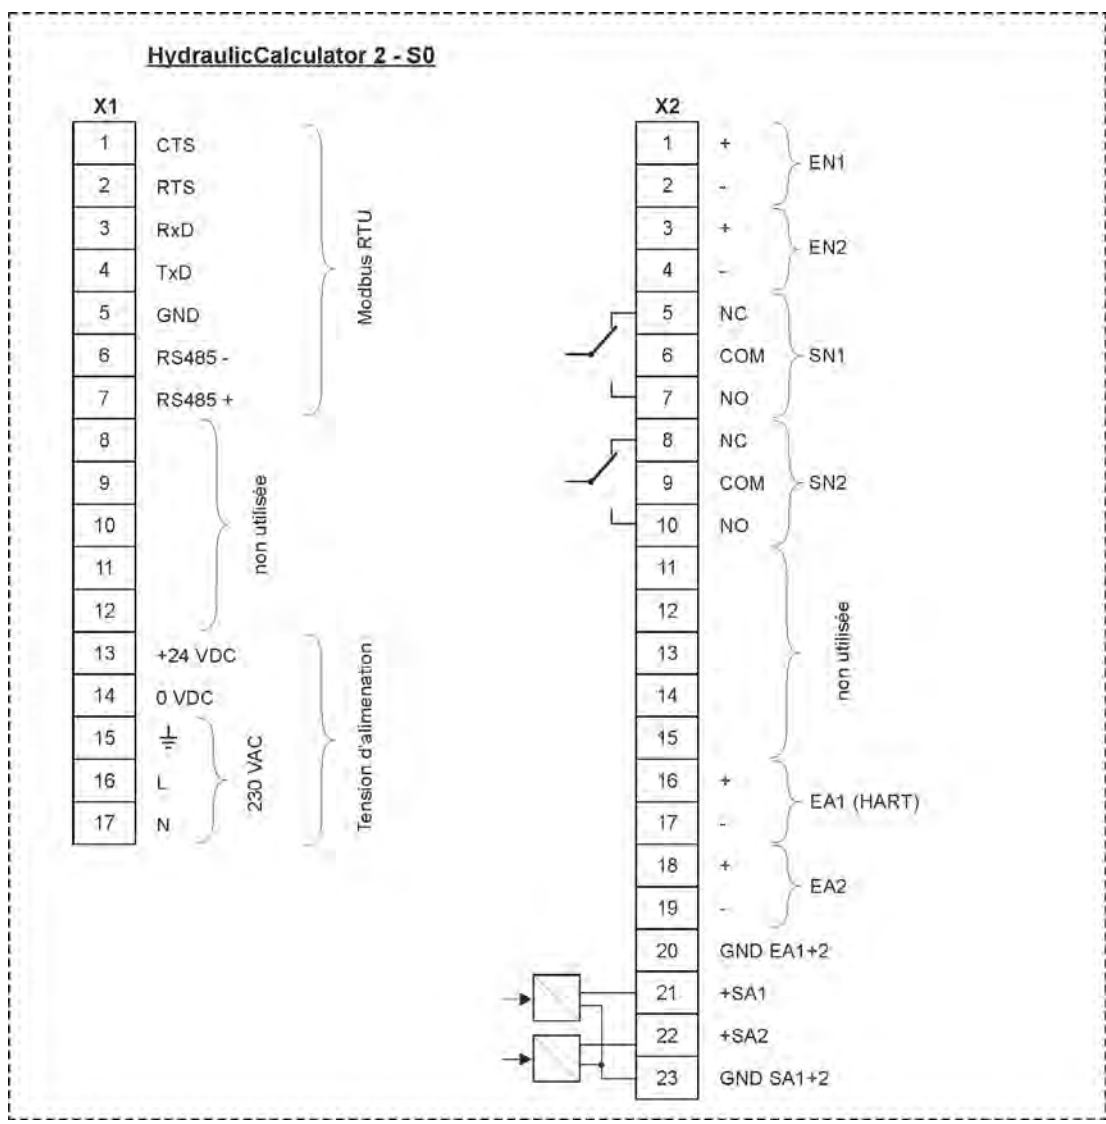 HydraulicCalculator 2 - S0
X1
1 CTS
2 RTS
3 RxD
4 TxD
5 GND
6 RS485 -
7 RS485 +
Modbus RTU
8
9
10
11
12
non utilisée
13 +24 VDC
14 0 VDC
15
16 L
17 N
230 VAC
Tension d'alimenation
X2
1 +
2 -
EN1
3 +
4 -
EN2
5 NC
6 COM
7 NO
SN1
8 NC
9 COM
10 NO
SN2
11
12
13
14
15
non utilisée
16 +
17 -
EA1 (HART)
18 +
19 -
EA2
20 GND EA1+2
21 +SA1
22 +SA2
23 GND SA1+2